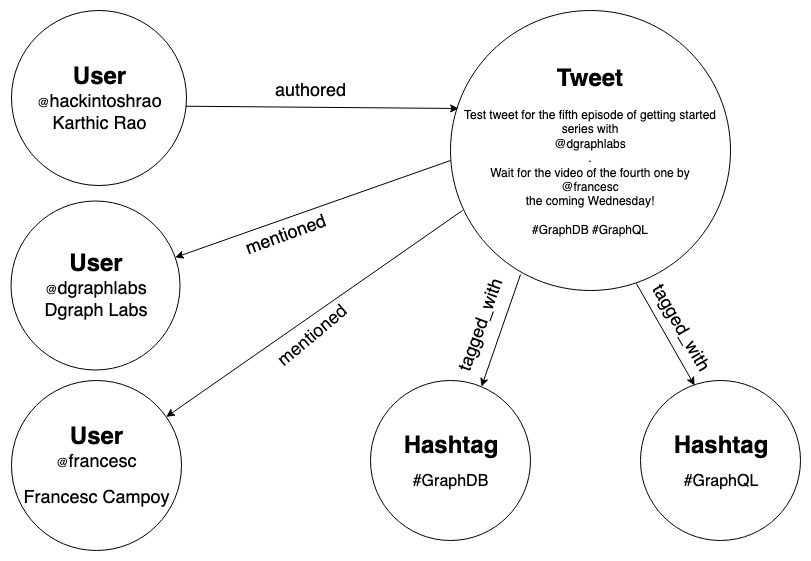 User
@hackintoshrao
Karthic Rao
authored
Tweet
Test tweet for the fifth episode of getting started
series with
@dgraphlabs
.
Wait for the video of the fourth one by
@francesc
the coming Wednesday!
#GraphDB #GraphQL
mentioned
User
@dgraphlabs
Dgraph Labs
mentioned
tagged_with
tagged_with
User
@francesc
Francesc Campoy
Hashtag
#GraphDB
Hashtag
#GraphQL